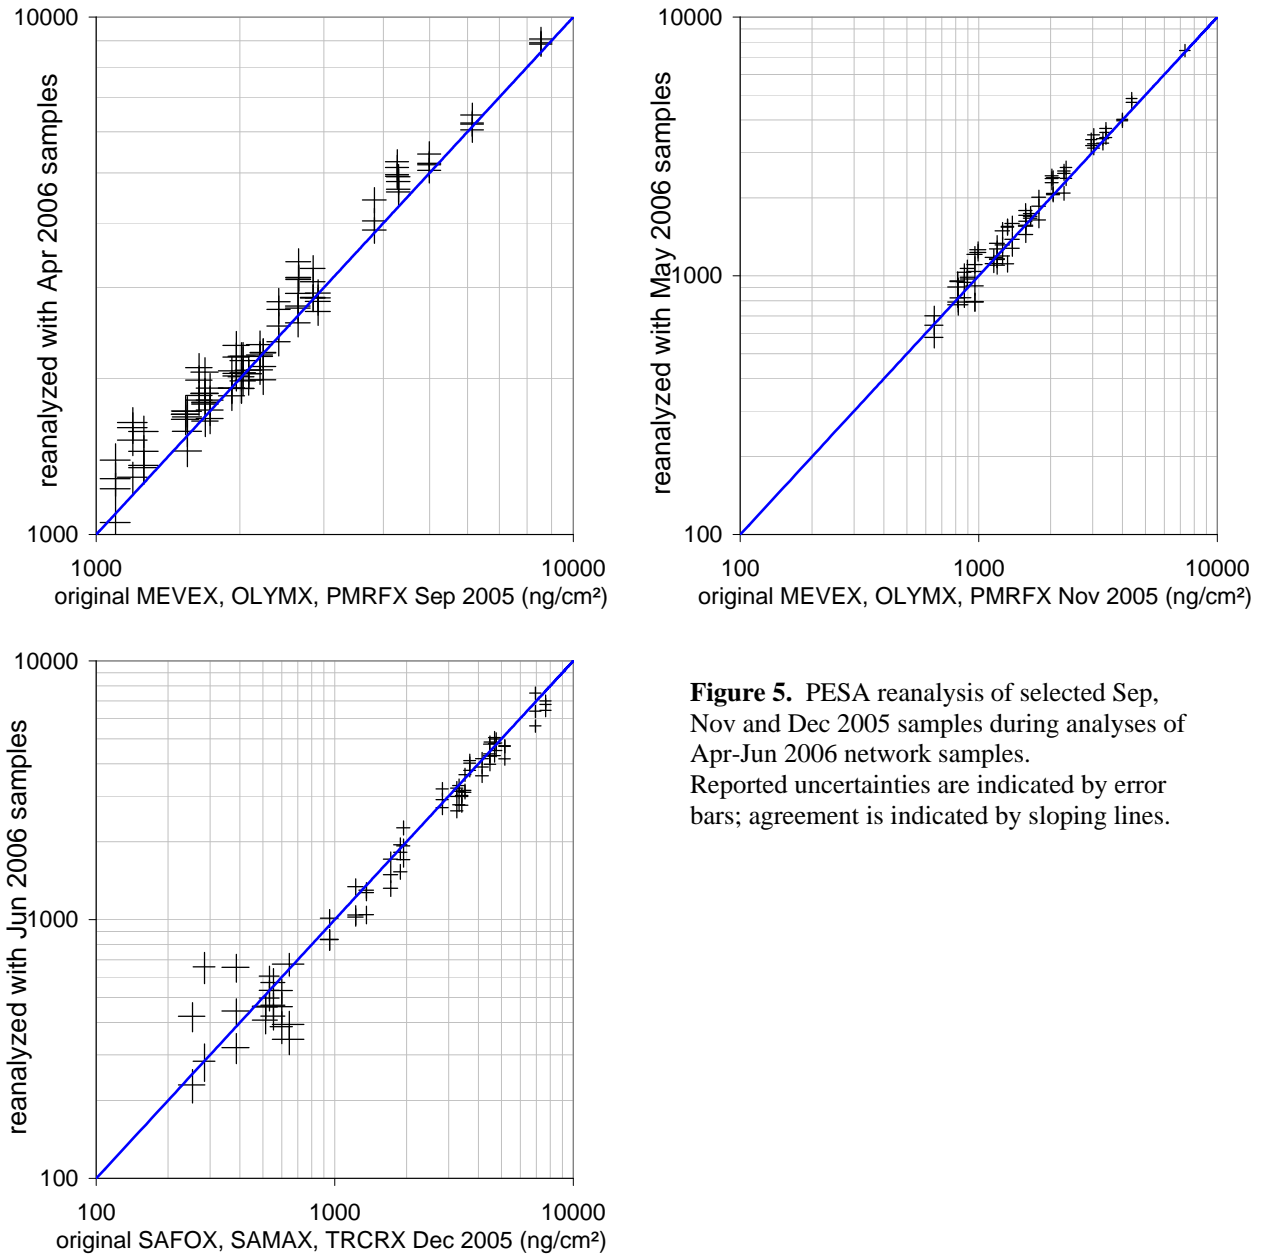 10000
reanalyzed with Apr 2006 samples
1000
1000 10000
original MEVEX, OLYMX, PMRFX Sep 2005 (ng/cm²)
10000
reanalyzed with May 2006 samples
1000
100
100 1000 10000
original MEVEX, OLYMX, PMRFX Nov 2005 (ng/cm²)
10000
reanalyzed with Jun 2006 samples
1000
100
100 1000 10000
original SAFOX, SAMAX, TRCRX Dec 2005 (ng/cm²)
Figure 5. PESA reanalysis of selected Sep,
Nov and Dec 2005 samples during analyses of
Apr-Jun 2006 network samples.
Reported uncertainties are indicated by error
bars; agreement is indicated by sloping lines.